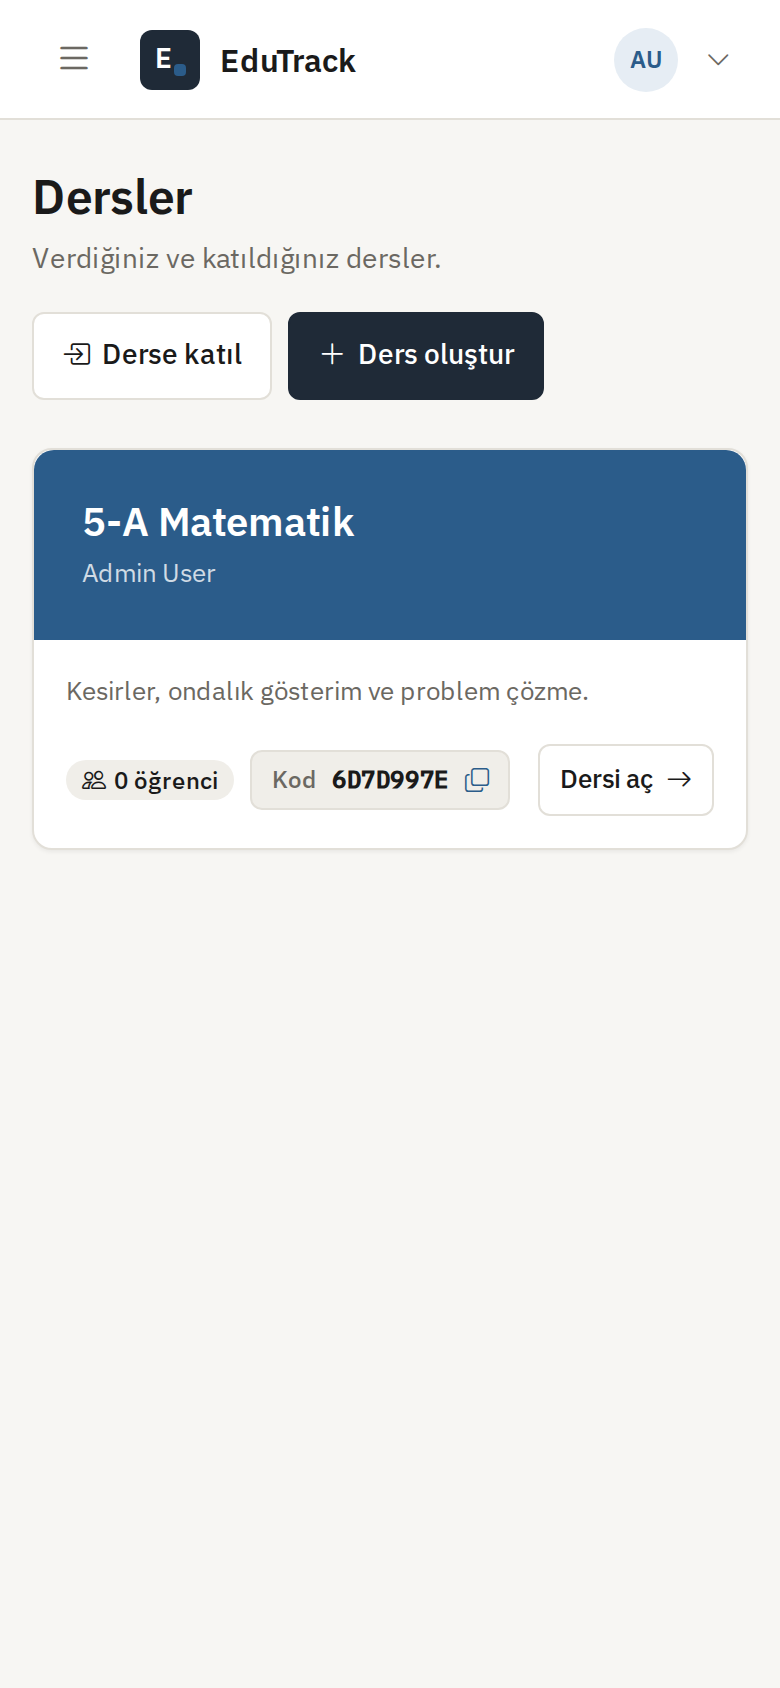 E. EduTrack AU
Dersler
Verdiğiniz ve katıldığınız dersler.
Derse katıl
Ders oluştur
5-A Matematik
Admin User
Kesirler, ondalık gösterim ve problem çözme.
0 öğrenci Kod 6D7D997E Dersi aç →